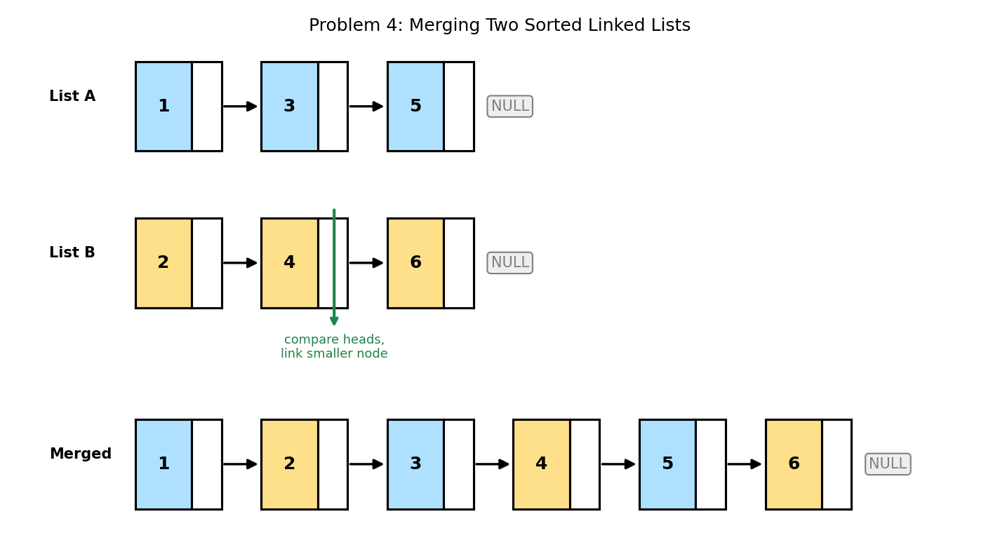 Problem 4: Merging Two Sorted Linked Lists
List A
1
3
5
NULL
List B
2
4
6
NULL
compare heads,
link smaller node
Merged
1
2
3
4
5
6
NULL